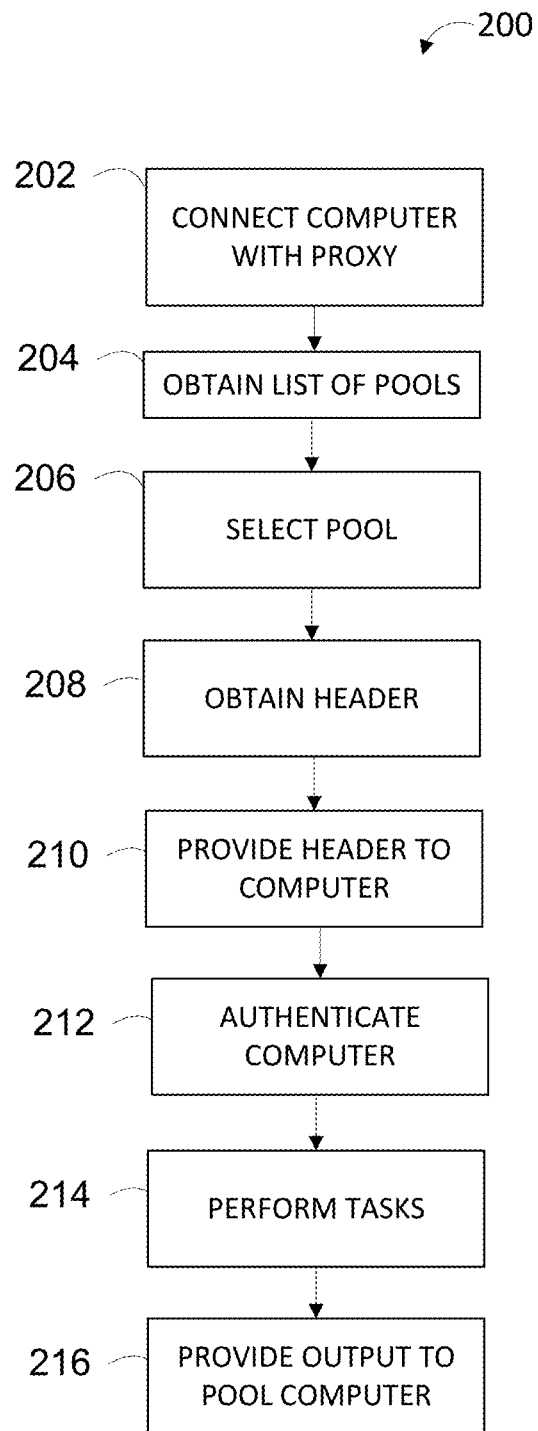 200
202
CONNECT COMPUTER
WITH PROXY
204
OBTAIN LIST OF POOLS
206
SELECT POOL
208
OBTAIN HEADER
210
PROVIDE HEADER TO
COMPUTER
212
AUTHENTICATE
COMPUTER
214
PERFORM TASKS
216
PROVIDE OUTPUT TO
POOL COMPUTER